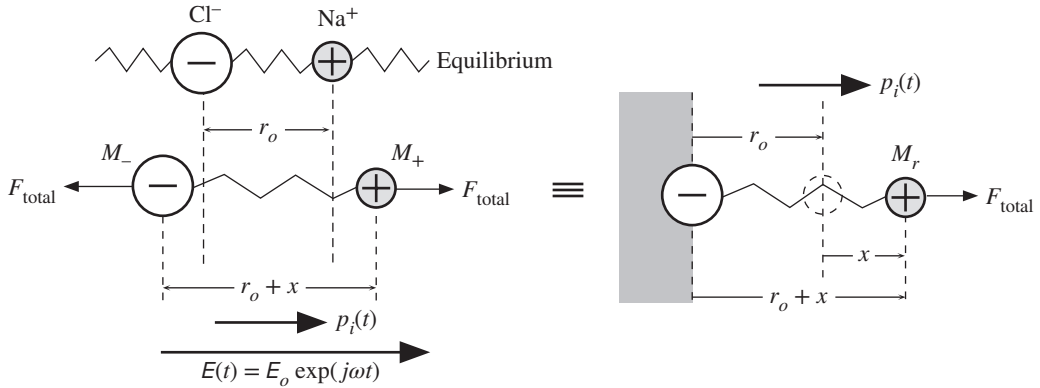 Cl⁻ Na⁺
Equilibrium
r_o
M₋ M₊
F_total F_total
r_o + x
p_i(t)
E(t) = E_o exp(jωt)
≡
p_i(t)
r_o
M_r
F_total
x
r_o + x